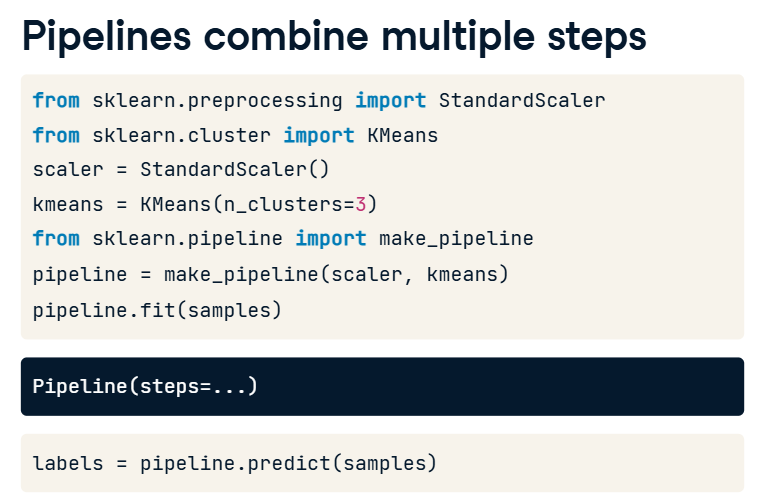 Pipelines combine multiple steps
from sklearn.preprocessing import StandardScaler
from sklearn.cluster import KMeans
scaler = StandardScaler()
kmeans = KMeans(n_clusters=3)
from sklearn.pipeline import make_pipeline
pipeline = make_pipeline(scaler, kmeans)
pipeline.fit(samples)
Pipeline(steps=...)
labels = pipeline.predict(samples)